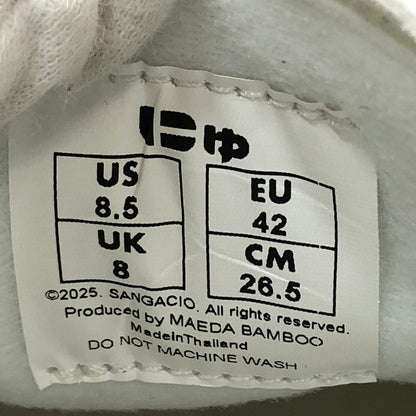 にゅ
US EU
8.5 42
UK CM
8 26.5
©2025. SANGACIO. All rights reserved.
Produced by MAEDA BAMBOO
MadeinThailand
DO NOT MACHINE WASH